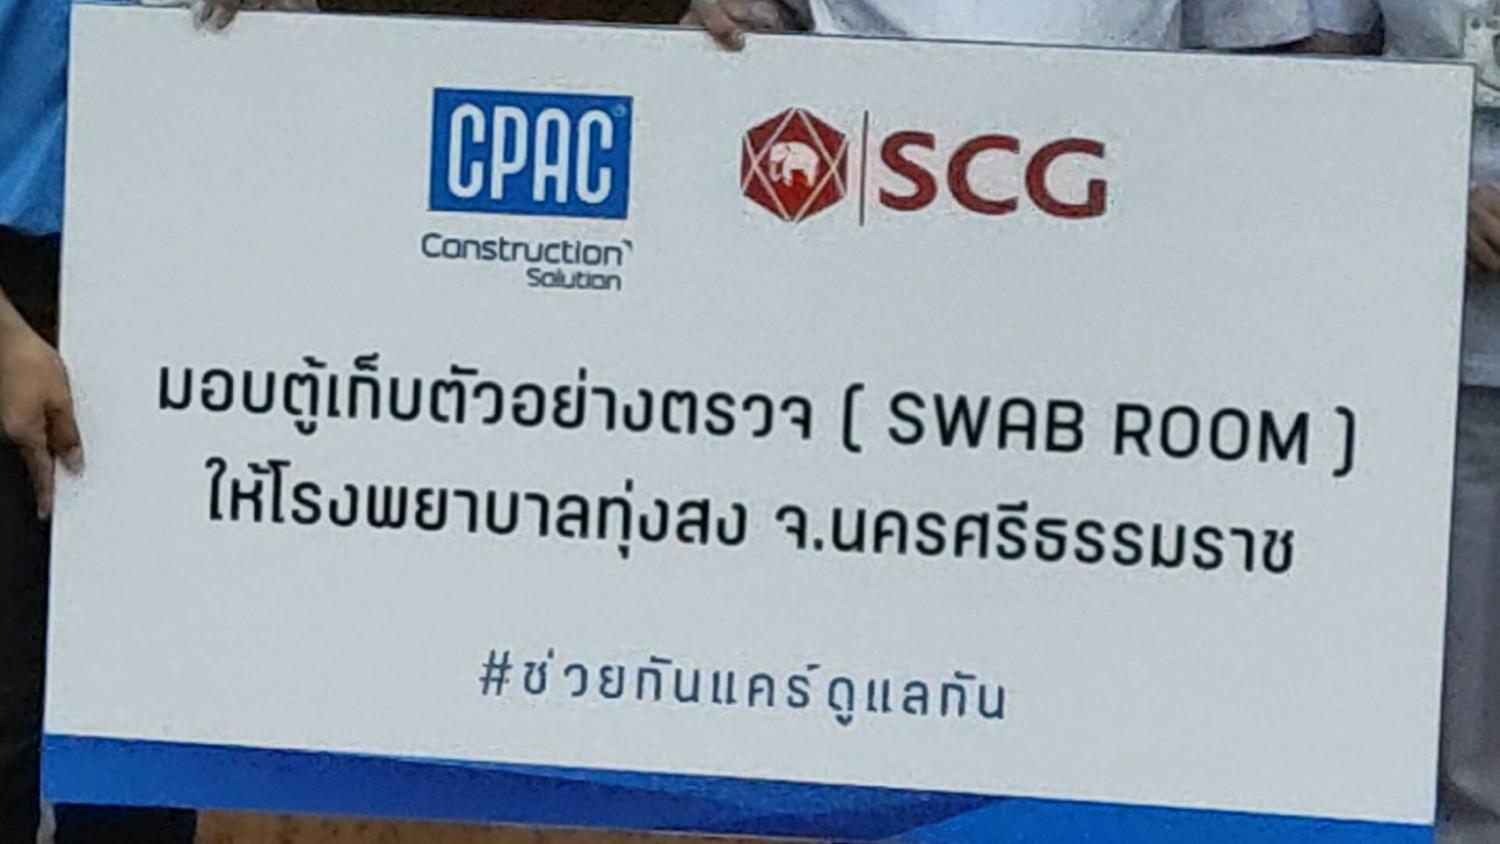 CPAC
Construction
Solution
SCG
มอบตู้เก็บตัวอย่างตรวจ ( SWAB ROOM )
ให้โรงพยาบาลทุ่งสง จ.นครศรีธรรมราช
#ช่วยกันแคร์ดูแลกัน